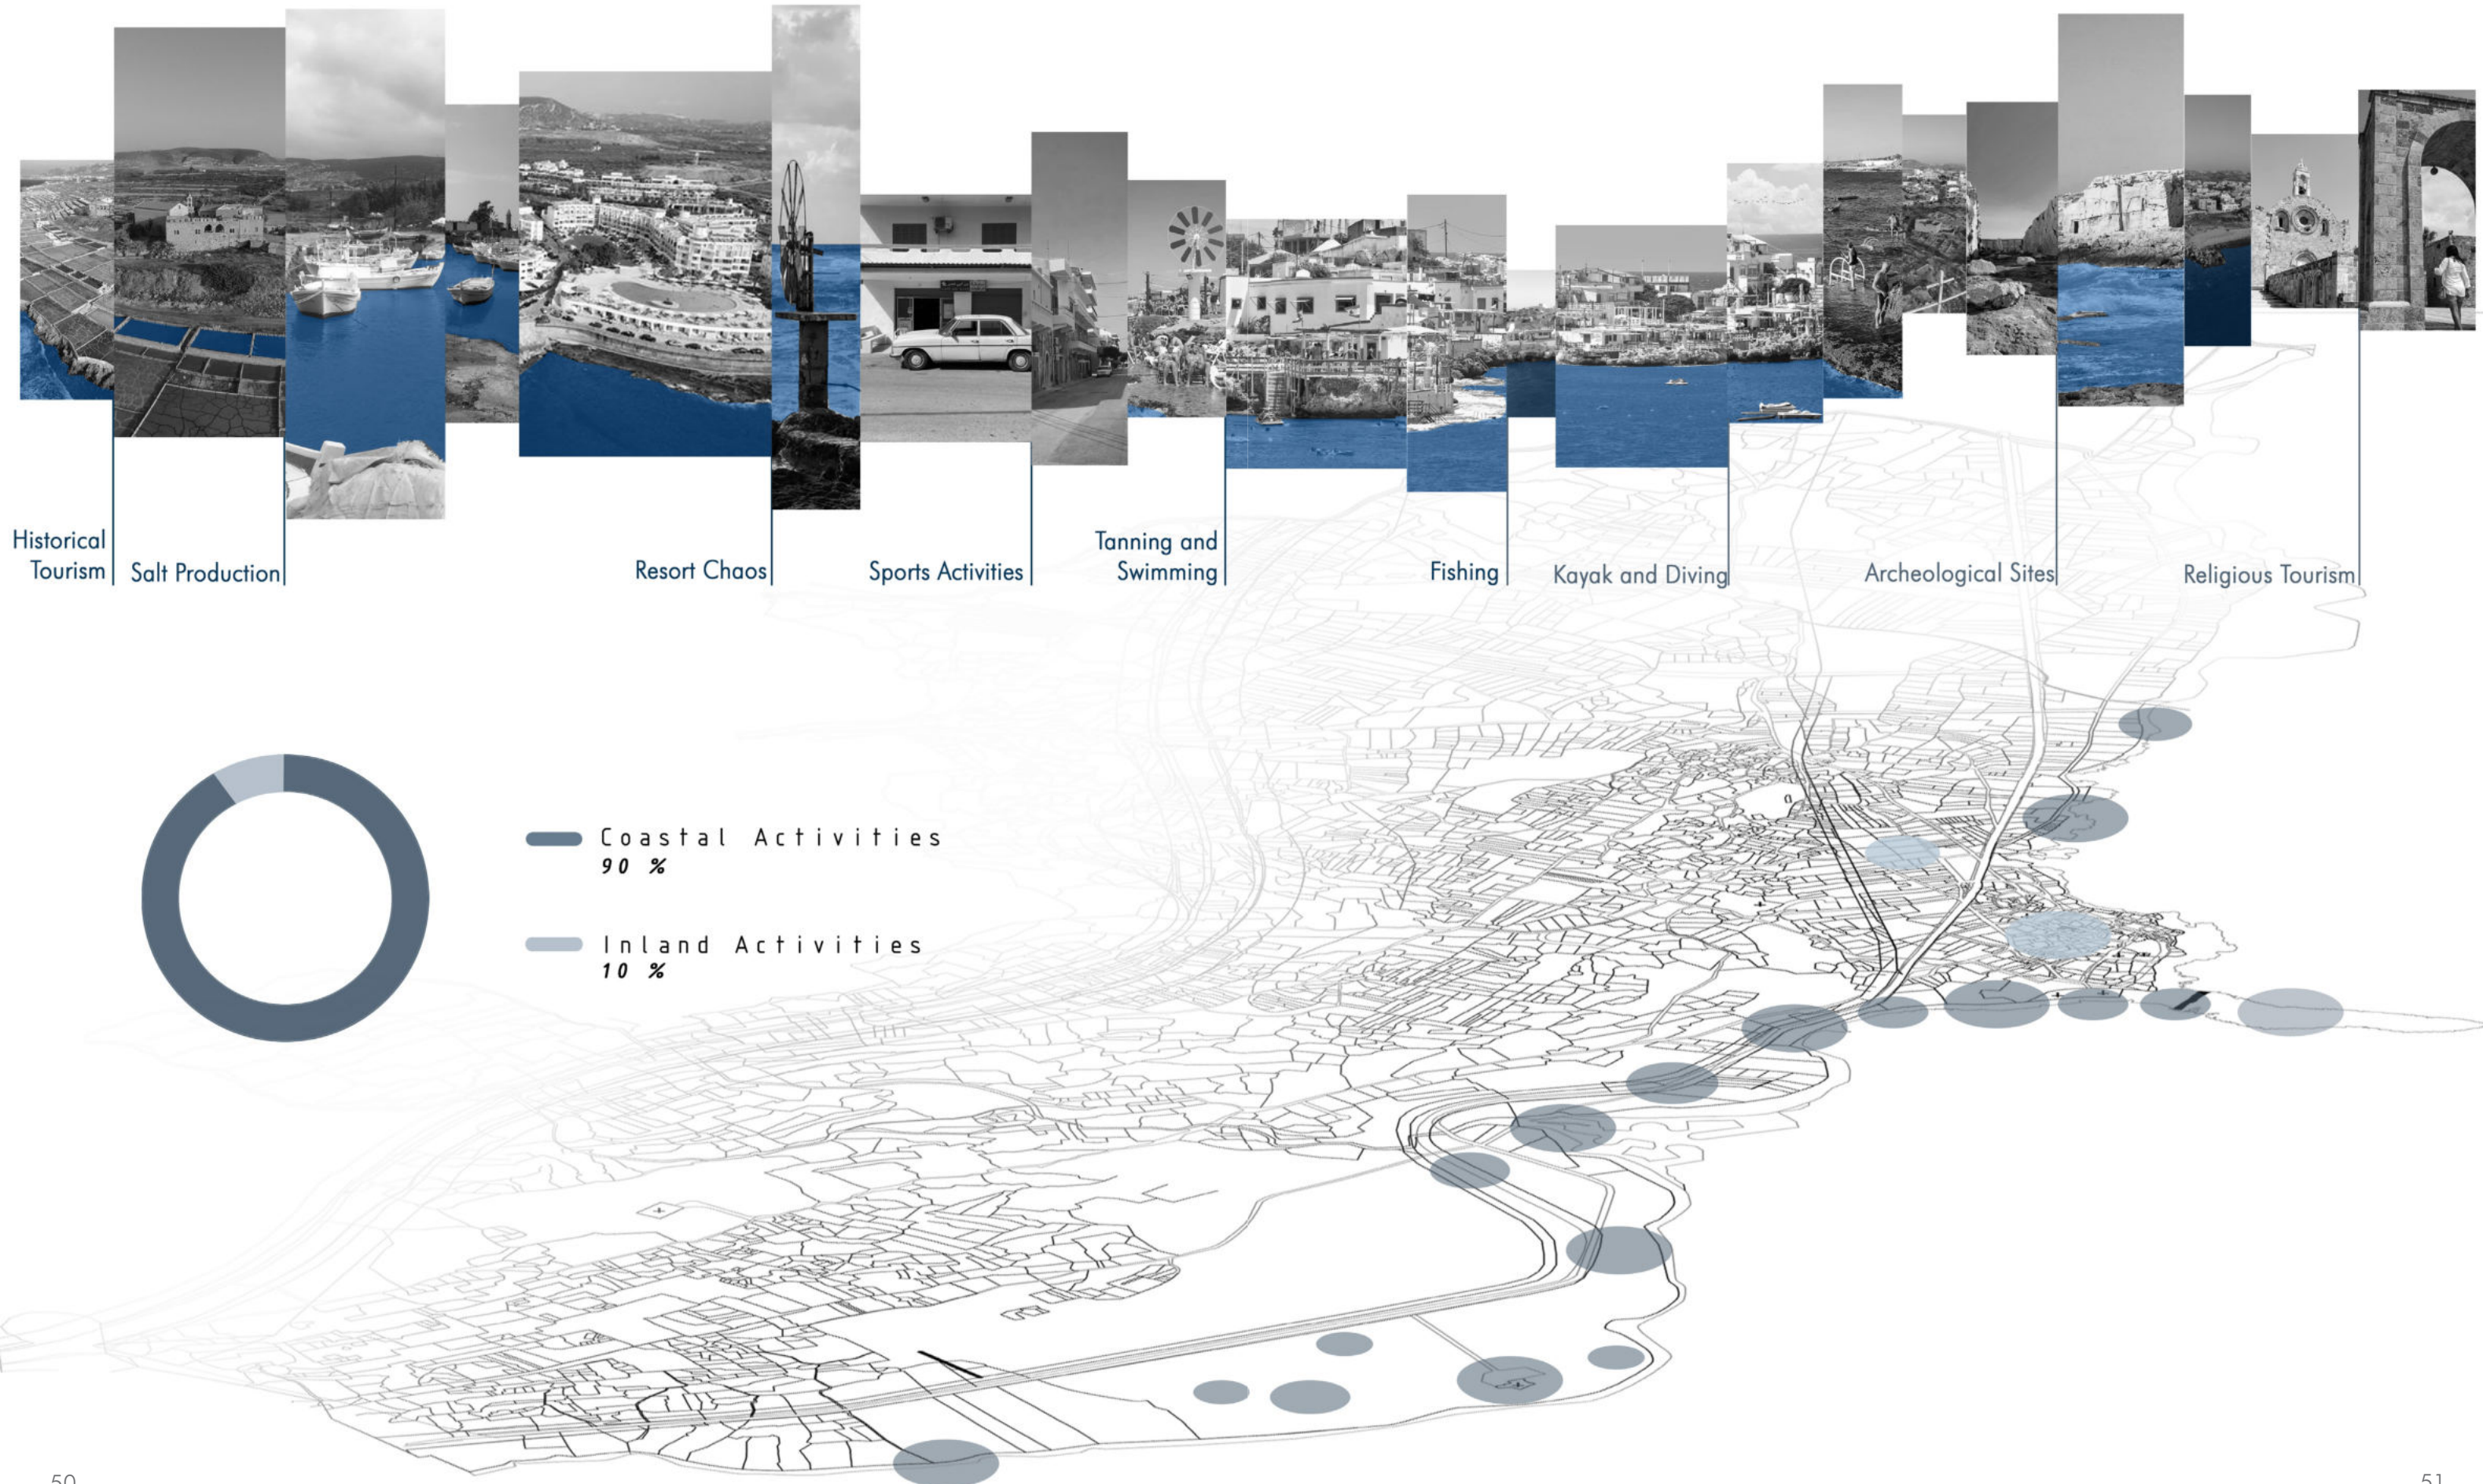 Historical
Tourism
Salt Production
Resort Chaos
Sports Activities
Tanning and
Swimming
Fishing
Kayak and Diving
Archeological Sites
Religious Tourism
Coastal Activities
90 %
Inland Activities
10 %
50
51